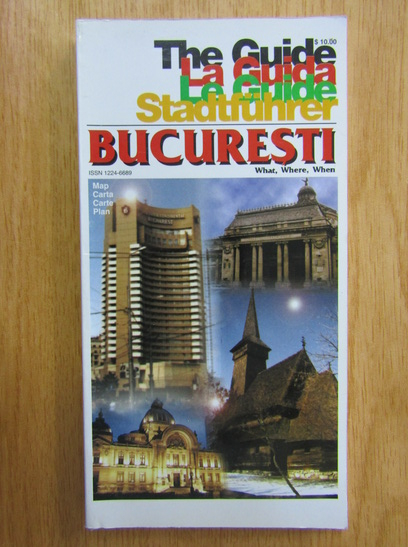 The Guide $ 10.00
La Guida
Le Guide
Stadtführer
BUCUREŞTI
ISSN 1224-6689 What, Where, When
Map
Carta
Carte
Plan